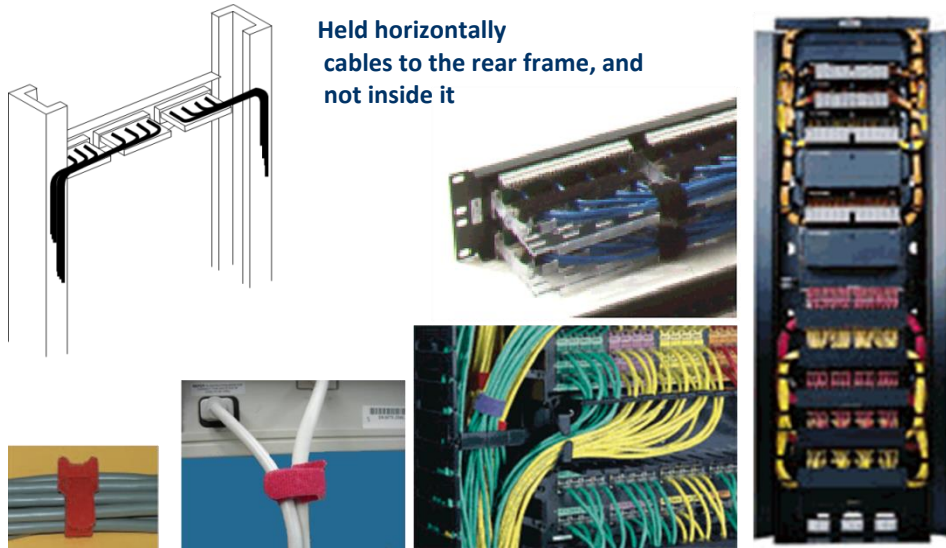 Held horizontally
cables to the rear frame, and
not inside it